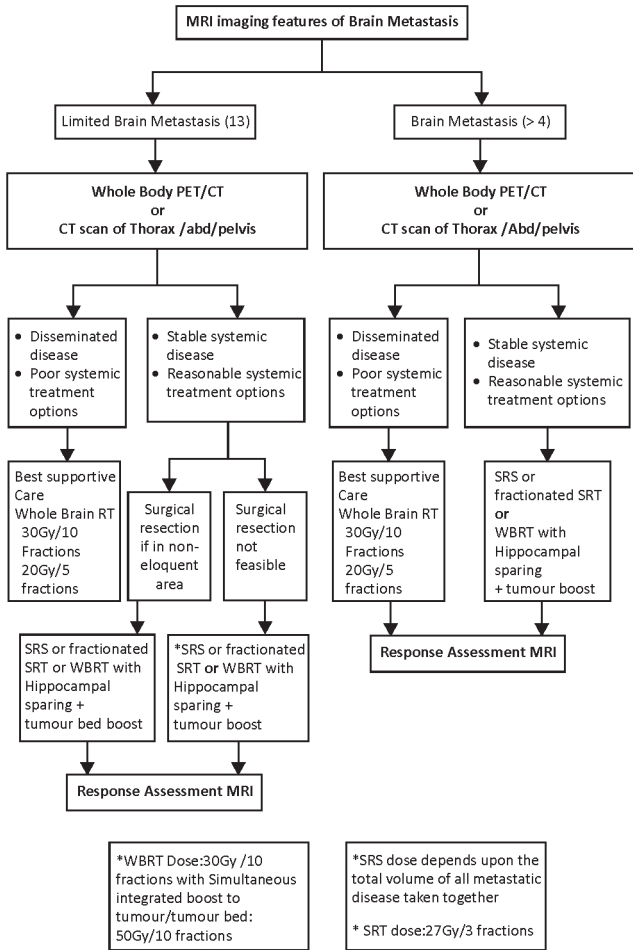 MRI imaging features of Brain Metastasis
Limited Brain Metastasis (13)
Brain Metastasis (> 4)
Whole Body PET/CT
or
CT scan of Thorax /abd/pelvis
Whole Body PET/CT
or
CT scan of Thorax /Abd/pelvis
• Disseminated
disease
• Poor systemic
treatment
options
• Stable systemic
disease
• Reasonable systemic
treatment options
• Disseminated
disease
• Poor systemic
treatment
options
• Stable systemic
disease
• Reasonable systemic
treatment options
Best supportive
Care
Whole Brain RT
30Gy/10
Fractions
20Gy/5
fractions
Surgical
resection
if in non-
eloquent
area
Surgical
resection
not
feasible
Best supportive
Care
Whole Brain RT
30Gy/10
Fractions
20Gy/5
fractions
SRS or
fractionated SRT
or
WBRT with
Hippocampal
sparing
+ tumour boost
SRS or fractionated
SRT or WBRT with
Hippocampal
sparing +
tumour bed boost
*SRS or fractionated
SRT or WBRT with
Hippocampal
sparing +
tumour boost
Response Assessment MRI
Response Assessment MRI
*WBRT Dose:30Gy /10
fractions with Simultaneous
integrated boost to
tumour/tumour bed:
50Gy/10 fractions
*SRS dose depends upon the
total volume of all metastatic
disease taken together
* SRT dose:27Gy/3 fractions